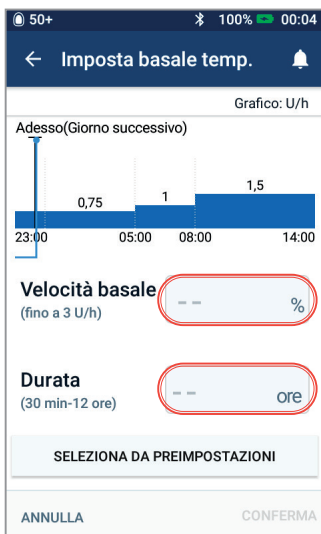 50+ 100% 00:04
Imposta basale temp.
Grafico: U/h
Adesso(Giorno successivo)
0,75 1 1,5
23:00 05:00 08:00 14:00
Velocità basale
(fino a 3 U/h)
-- %
Durata
(30 min-12 ore)
-- ore
SELEZIONA DA PREIMPOSTAZIONI
ANNULLA CONFERMA